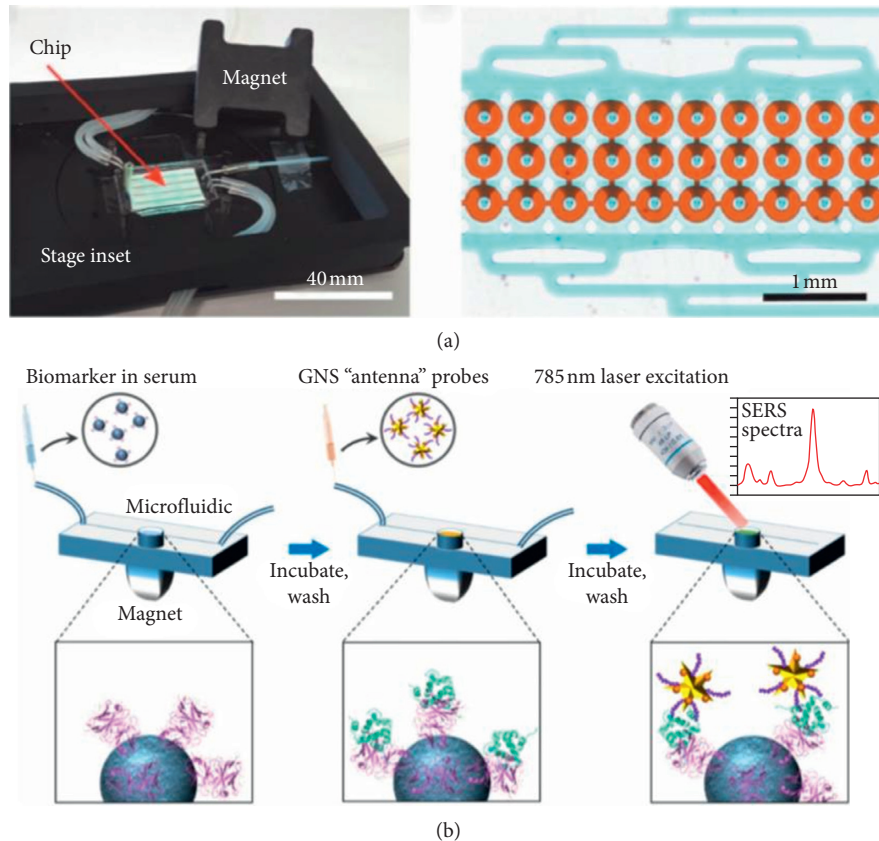 Chip
Magnet
Stage inset
40 mm
1 mm
(a)
Biomarker in serum
GNS "antenna" probes
785 nm laser excitation
SERS
spectra
Microfluidic
Incubate,
wash
Incubate,
wash
Magnet
(b)